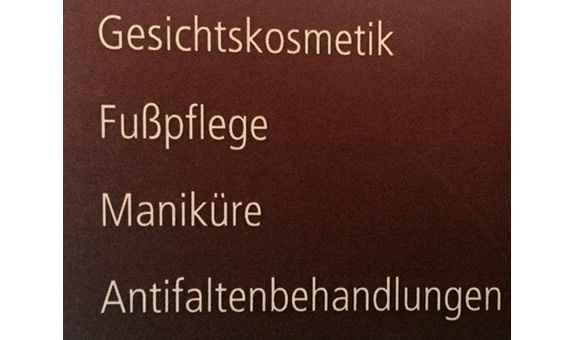 Gesichtskosmetik
Fußpflege
Maniküre
Antifaltenbehandlungen